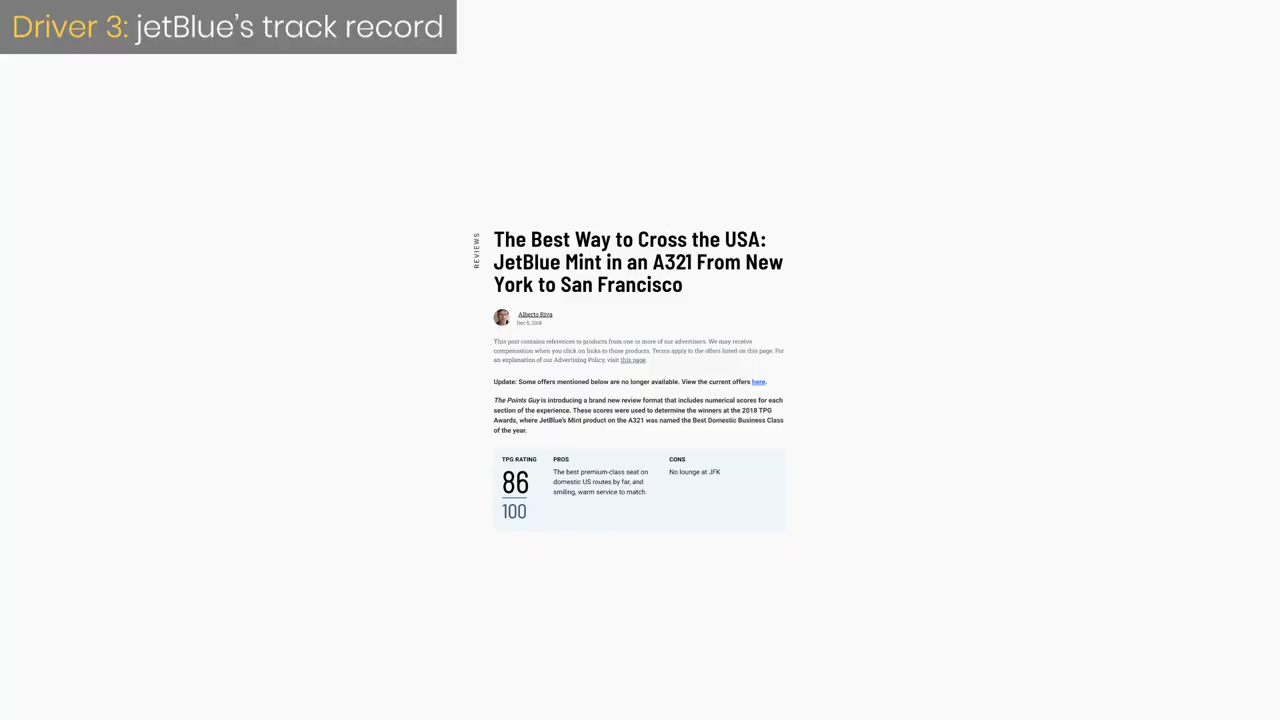 Driver 3: jetBlue's track record
REVIEWS
The Best Way to Cross the USA:
JetBlue Mint in an A321 From New
York to San Francisco
Alberto Riva
Dec 5, 2018
This post contains references to products from one or more of our advertisers. We may receive
compensation when you click on links to those products. Terms apply to the offers listed on this page. For
an explanation of our Advertising Policy, visit this page.
Update: Some offers mentioned below are no longer available. View the current offers here.
The Points Guy is introducing a brand new review format that includes numerical scores for each
section of the experience. These scores were used to determine the winners at the 2018 TPG
Awards, where JetBlue's Mint product on the A321 was named the Best Domestic Business Class
of the year.
TPG RATING
86
100
PROS
The best premium-class seat on
domestic US routes by far, and
smiling, warm service to match
CONS
No lounge at JFK